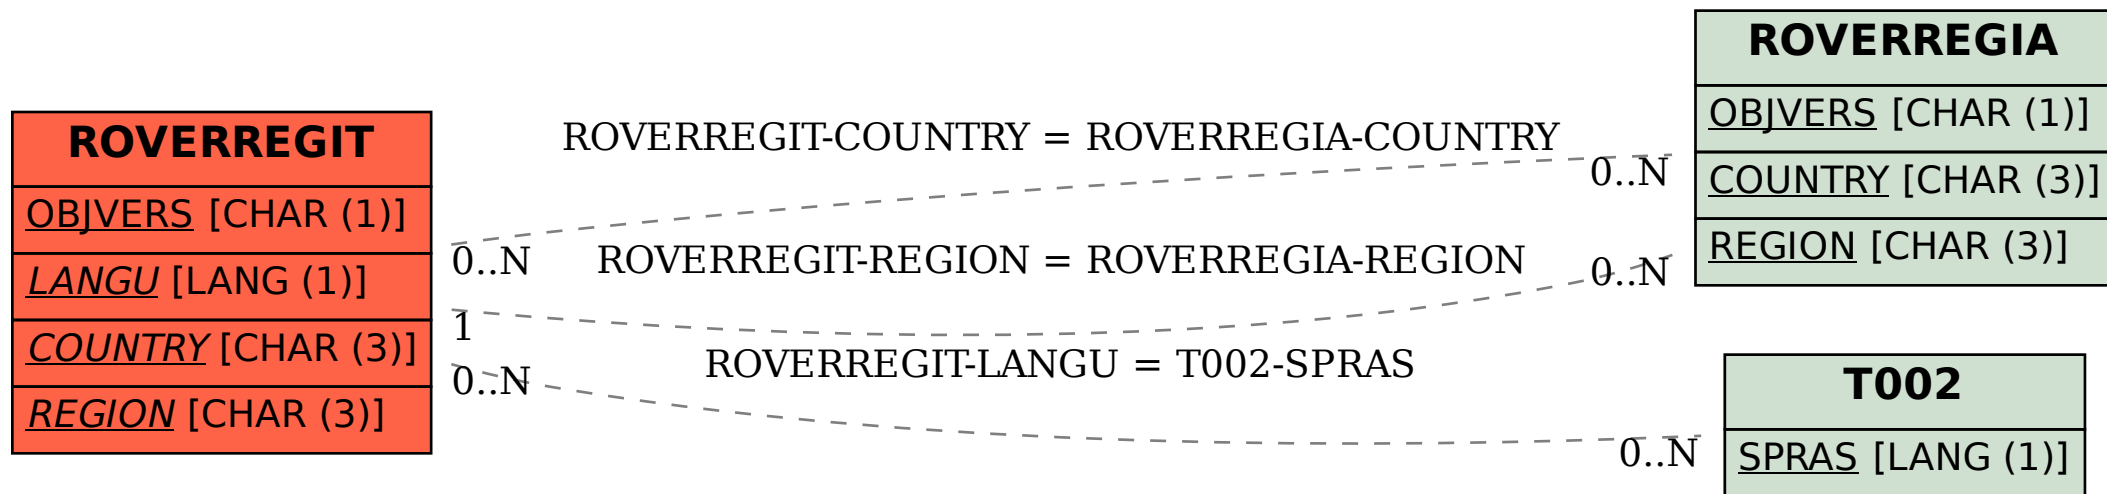 ROVERREGIT
OBJVERS [CHAR (1)]
LANGU [LANG (1)]
COUNTRY [CHAR (3)]
REGION [CHAR (3)]
ROVERREGIT-COUNTRY = ROVERREGIA-COUNTRY
0..N
0..N
ROVERREGIT-REGION = ROVERREGIA-REGION
1
0..N
ROVERREGIT-LANGU = T002-SPRAS
0..N
0..N
ROVERREGIA
OBJVERS [CHAR (1)]
COUNTRY [CHAR (3)]
REGION [CHAR (3)]
T002
SPRAS [LANG (1)]